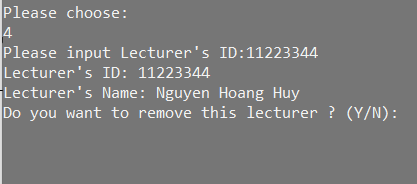 Please choose:
4
Please input Lecturer's ID:11223344
Lecturer's ID: 11223344
Lecturer's Name: Nguyen Hoang Huy
Do you want to remove this lecturer ? (Y/N):